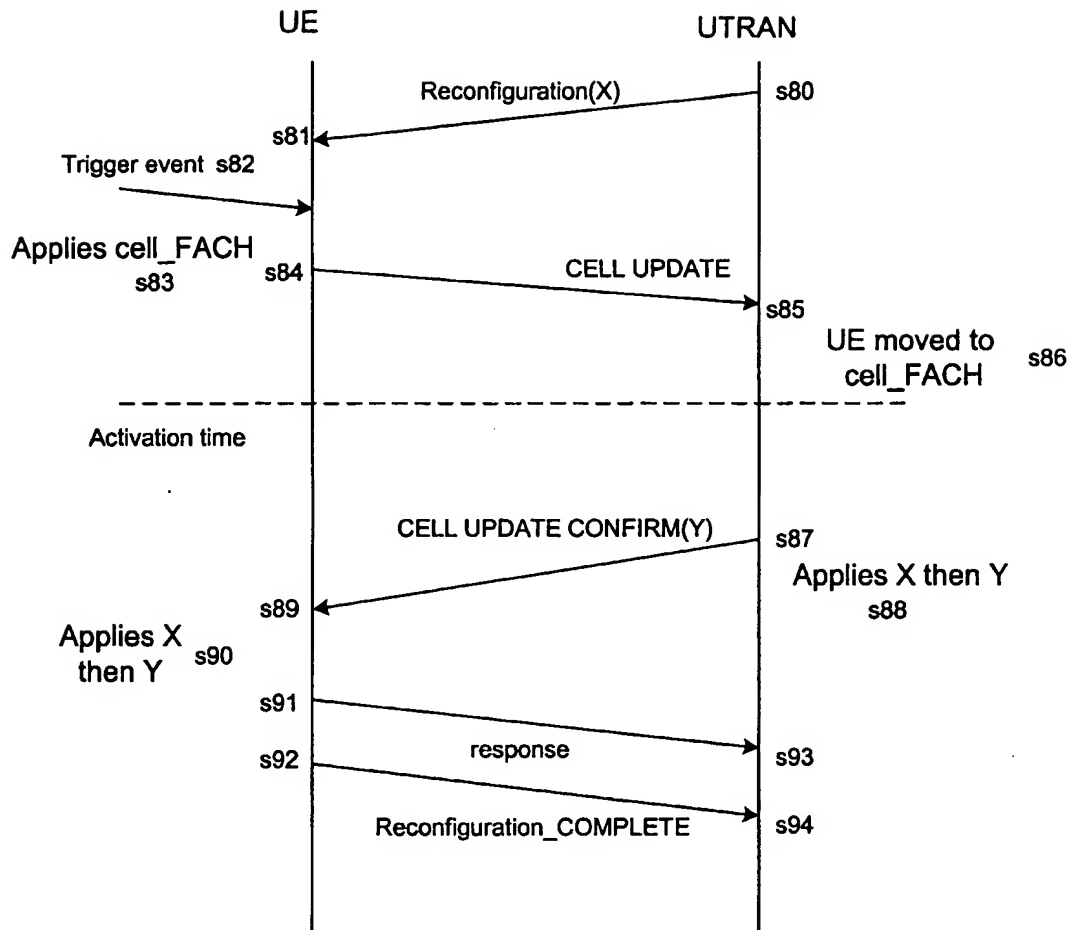 UE
UTRAN
Reconfiguration(X)
s80
s81
Trigger event s82
Applies cell_FACH
s83
s84
CELL UPDATE
s85
UE moved to
cell_FACH
s86
Activation time
CELL UPDATE CONFIRM(Y)
s87
Applies X then Y
s88
s89
Applies X
then Y
s90
s91
response
s93
s92
Reconfiguration_COMPLETE
s94